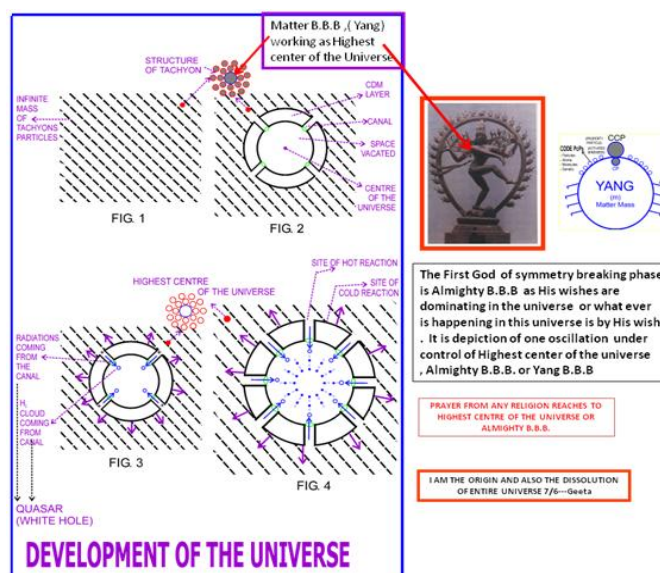 Matter B.B.B ,( Yang)
working as Highest
center of the Universe
STRUCTURE
OF TACHYON
INFINITE
MASS
OF
TACHYONS
PARTICLES
CDM
LAYER
CANAL
SPACE
VACATED
CENTRE
OF THE
UNIVERSE
FIG. 1
FIG. 2
CCP
CP
YANG
(m)
Matter Mass
SITE OF HOT REACTION
SITE OF
COLD REACTION
HIGHEST CENTRE
OF THE UNIVERSE
RADIATIONS
COMING
FROM
THE
CANAL
CLOUD
COMING
FROM
CANAL
FIG. 3
FIG. 4
QUASAR
(WHITE HOLE)
DEVELOPMENT OF THE UNIVERSE
The First God of symmetry breaking phase
is Almighty B.B.B as His wishes are
dominating in the universe or what ever
is happening in this universe is by His wish
. It is depiction of one oscillation under
control of Highest center of the universe
, Almighty B.B.B. or Yang B.B.B
PRAYER FROM ANY RELIGION REACHES TO
HIGHEST CENTRE OF THE UNIVERSE OR
ALMIGHTY B.B.B.
I AM THE ORIGIN AND ALSO THE DISSOLUTION
OF ENTIRE UNIVERSE 7/6---Geeta